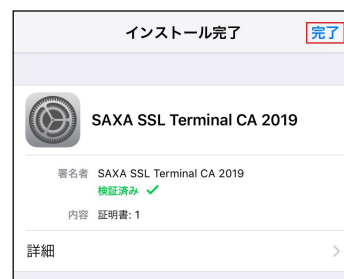 インストール完了 完了
SAXA SSL Terminal CA 2019
署名者 SAXA SSL Terminal CA 2019
検証済み ✓
内容 証明書: 1
詳細